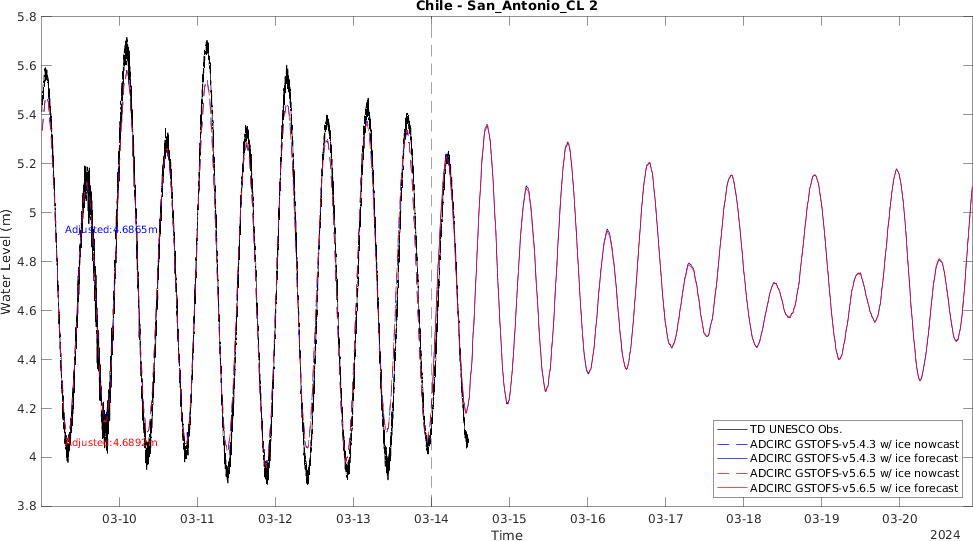 Chile - San_Antonio_CL 2
5.8
5.6
5.4
5.2
5
4.8
4.6
4.4
4.2
4
3.8
Water Level (m)
Adjusted:4.6865m
Adjusted:4.6892m
TD UNESCO Obs.
ADCIRC GSTOFS-v5.4.3 w/ ice nowcast
ADCIRC GSTOFS-v5.4.3 w/ ice forecast
ADCIRC GSTOFS-v5.6.5 w/ ice nowcast
ADCIRC GSTOFS-v5.6.5 w/ ice forecast
03-10 03-11 03-12 03-13 03-14 03-15 03-16 03-17 03-18 03-19 03-20
Time
2024